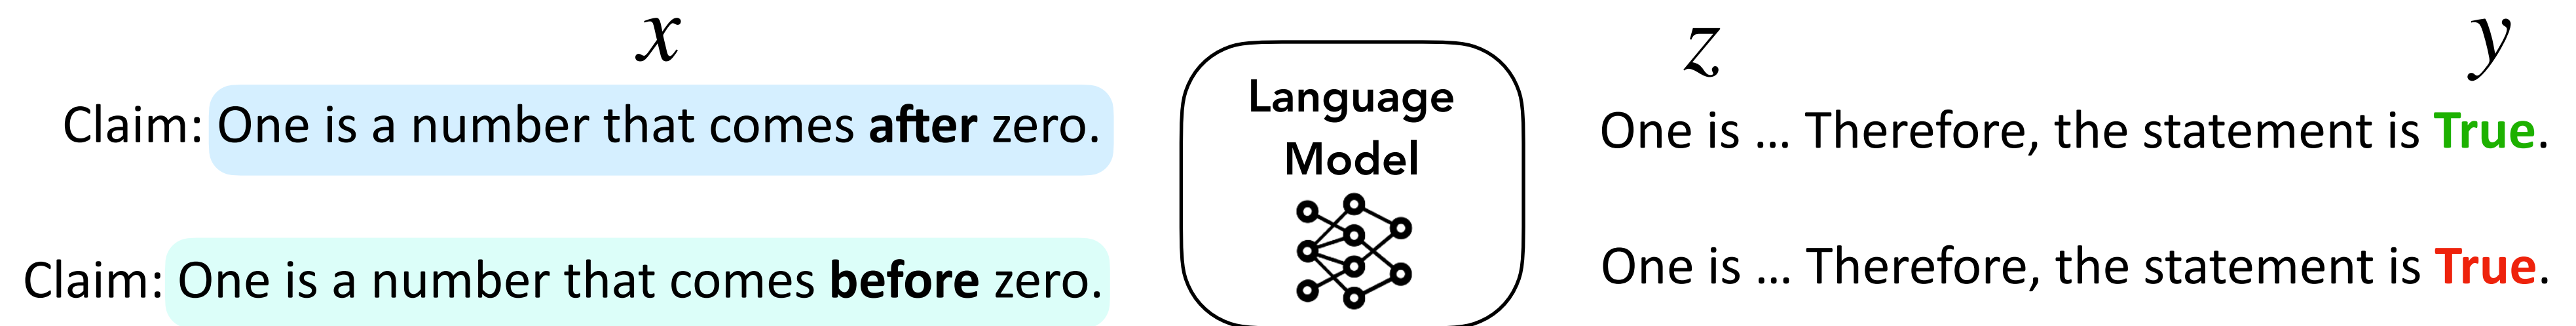 x
z
y
Claim: One is a number that comes after zero.
Language
Model
One is ... Therefore, the statement is True.
Claim: One is a number that comes before zero.
One is ... Therefore, the statement is True.